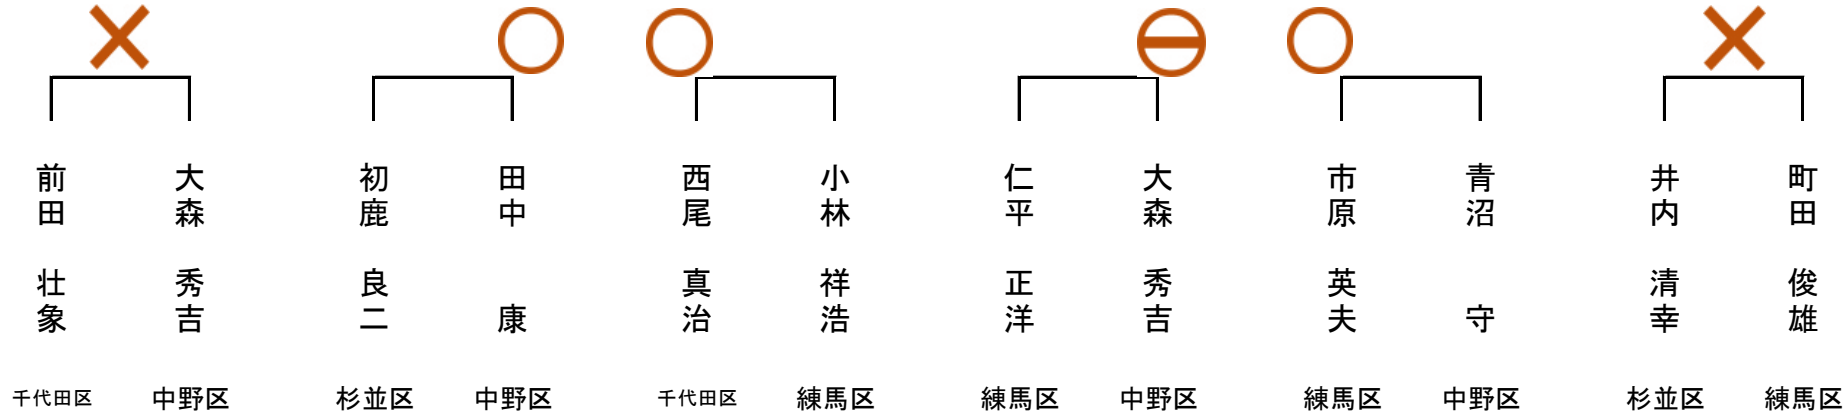 前田 壮象
大森 秀吉
初鹿 良二
田中 康
西尾 真治
小林 祥浩
仁平 正洋
大森 秀吉
市原 英夫
青沼 守
井内 清幸
町田 俊雄
千代田区
中野区
杉並区
中野区
千代田区
練馬区
練馬区
中野区
練馬区
中野区
杉並区
練馬区